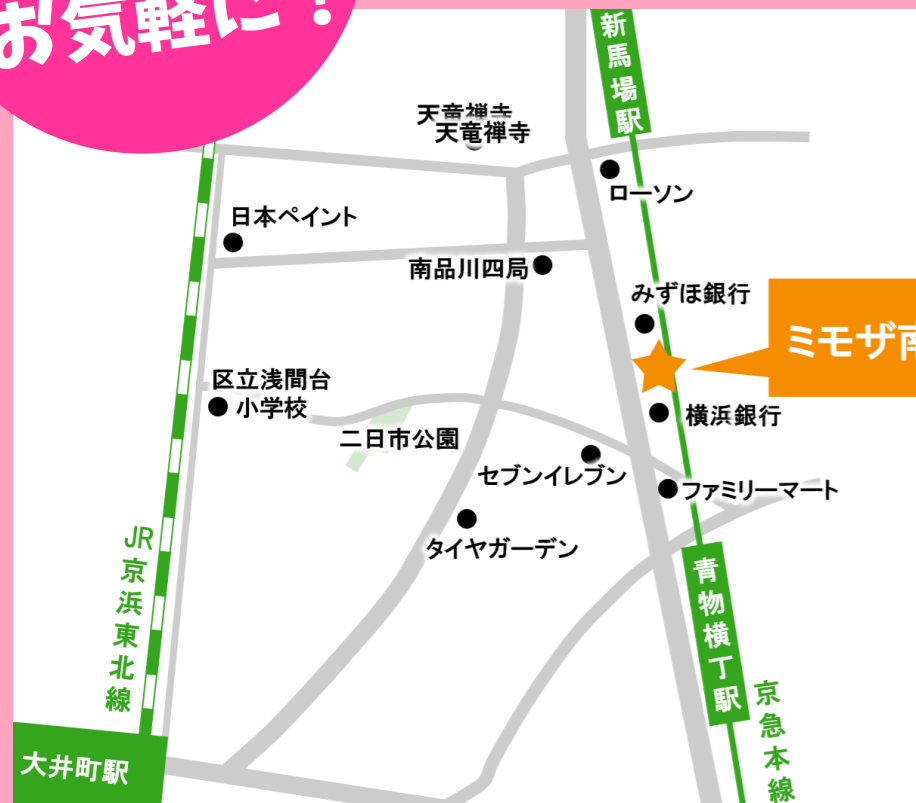 お気軽に！
新馬場駅
天竜禅寺
天竜禅寺
ローソン
日本ペイント
南品川四局
みずほ銀行
ミモザ南
区立浅間台
小学校
横浜銀行
二日市公園
セブンイレブン
ファミリーマート
タイヤガーデン
JR京浜東北線
青物横丁駅
京急本線
大井町駅